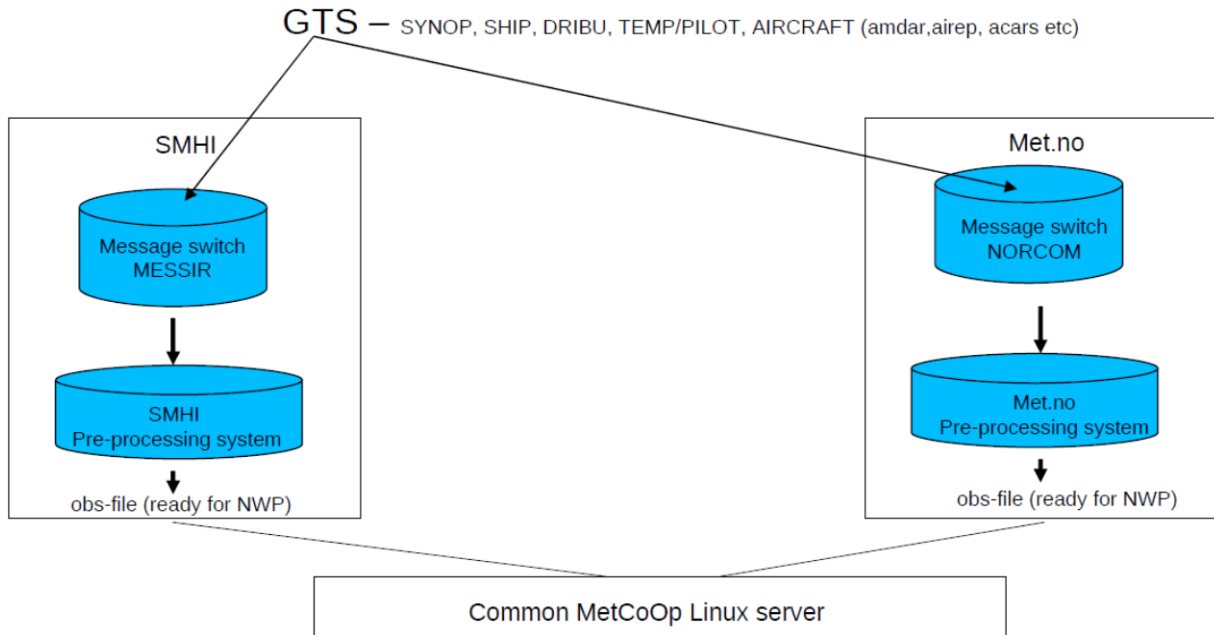 GTS – SYNOP, SHIP, DRIBU, TEMP/PILOT, AIRCRAFT (amdar,airep, acars etc)
SMHI
Message switch
MESSIR
SMHI
Pre-processing system
obs-file (ready for NWP)
Met.no
Message switch
NORCOM
Met.no
Pre-processing system
obs-file (ready for NWP)
Common MetCoOp Linux server